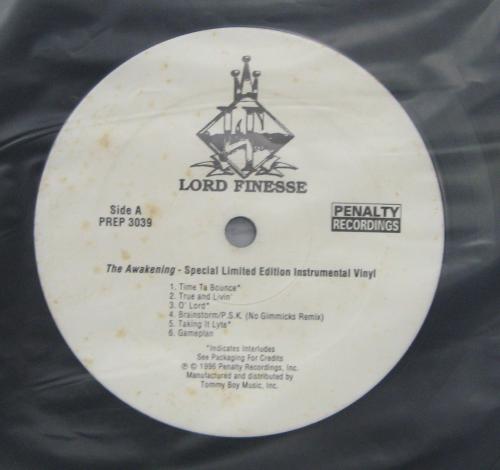 LORD FINESSE
Side A
PREP 3039
PENALTY
RECORDINGS
The Awakening - Special Limited Edition Instrumental Vinyl
1. Time Ta Bounce*
2. True and Livin'
3. O' Lord*
4. Brainstorm/P.S.K. (No Gimmicks Remix)
5. Taking It Lyte*
6. Gameplan
*Indicates Interludes
See Packaging For Credits
℗ © 1996 Penalty Recordings, Inc.
Manufactured and distributed by
Tommy Boy Music, Inc.